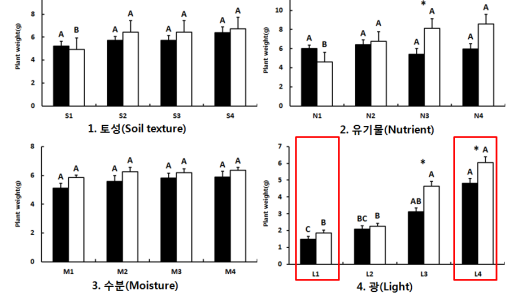 Plant weight(g)
8
6
4
2
0
A B
A A
A A
A A
S1 S2 S3 S4
1. 토성(Soil texture)
Plant weight(g)
10
8
6
4
2
0
A B
A A
* A A
A A
N1 N2 N3 N4
2. 유기물(Nutrient)
Plant weight(g)
8
6
4
2
0
A A
A A
A A
A A
M1 M2 M3 M4
3. 수분(Moisture)
Plant weight(g)
7
6
5
4
3
2
1
0
C B
BC B
* AB A
* A A
L1 L2 L3 L4
4. 광(Light)